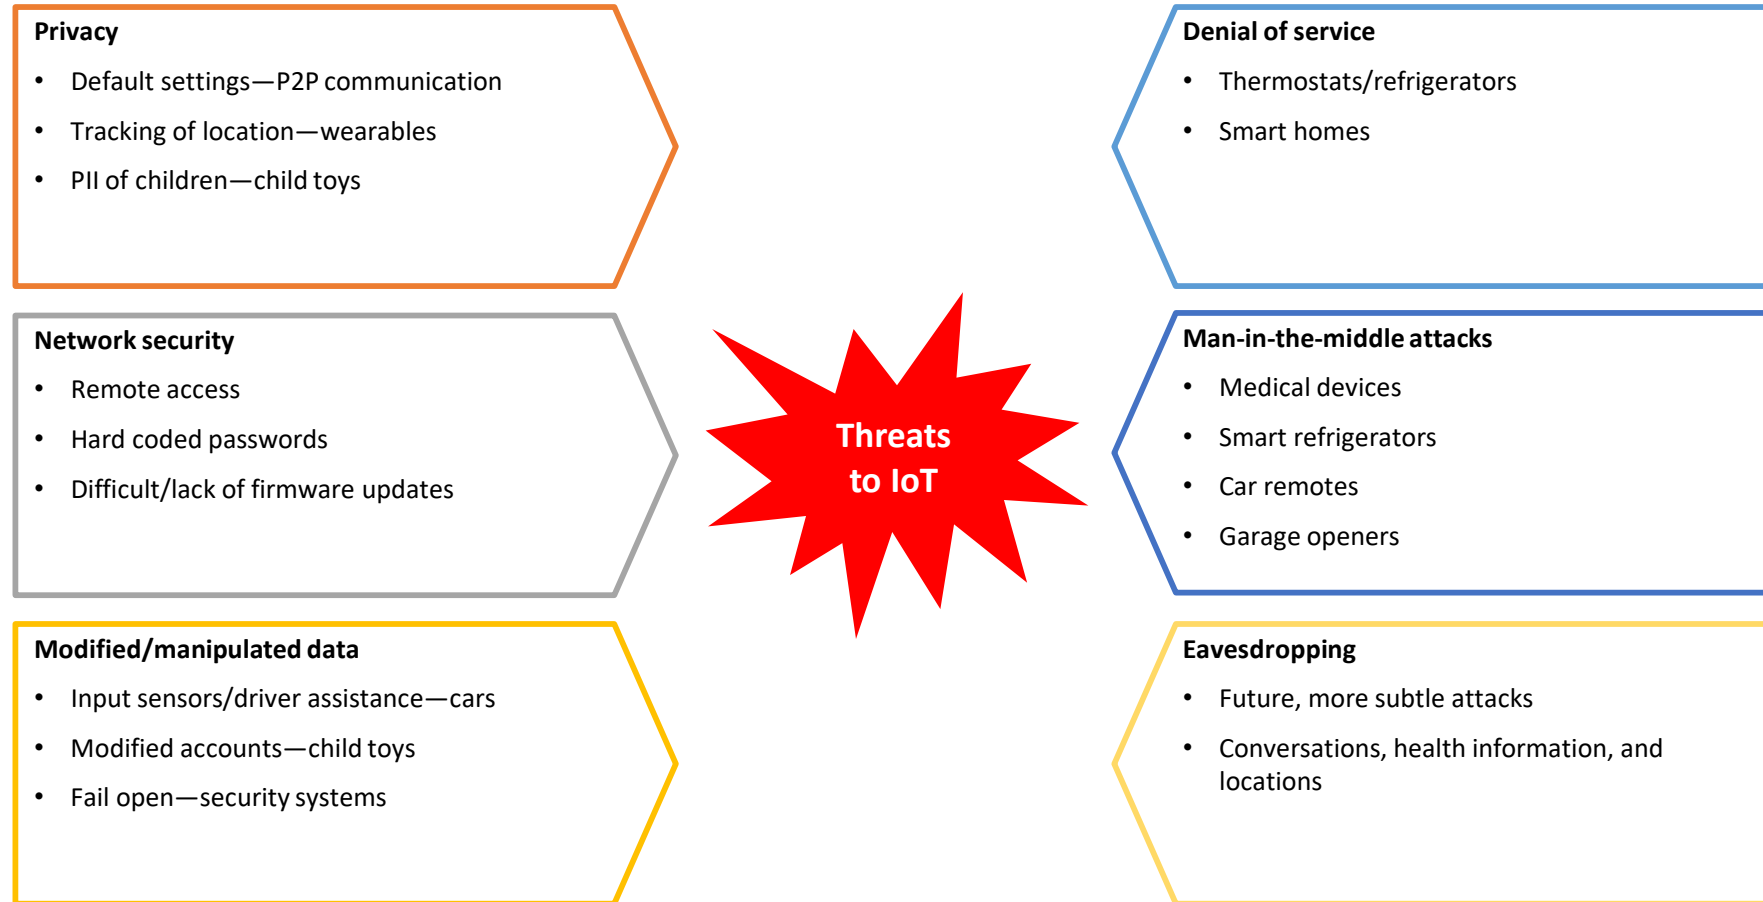 Privacy
• Default settings—P2P communication
• Tracking of location—wearables
• PII of children—child toys
Network security
• Remote access
• Hard coded passwords
• Difficult/lack of firmware updates
Modified/manipulated data
• Input sensors/driver assistance—cars
• Modified accounts—child toys
• Fail open—security systems
Threats
to IoT
Denial of service
• Thermostats/refrigerators
• Smart homes
Man-in-the-middle attacks
• Medical devices
• Smart refrigerators
• Car remotes
• Garage openers
Eavesdropping
• Future, more subtle attacks
• Conversations, health information, and
locations